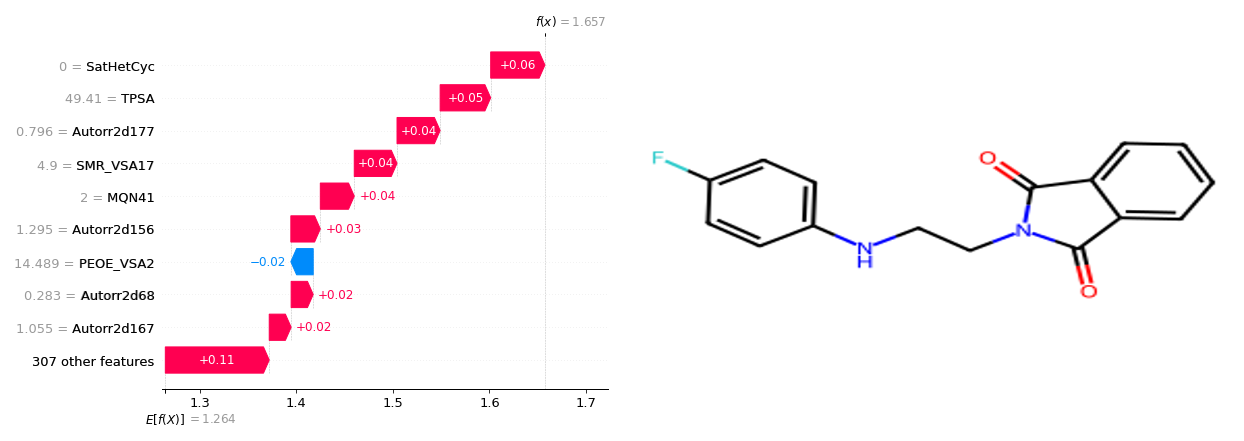 f(x) = 1.657
0 = SatHetCyc
+0.06
49.41 = TPSA
+0.05
0.796 = Autorr2d177
+0.04
4.9 = SMR_VSA17
+0.04
2 = MQN41
+0.04
1.295 = Autorr2d156
+0.03
14.489 = PEOE_VSA2
−0.02
0.283 = Autorr2d68
+0.02
1.055 = Autorr2d167
+0.02
307 other features
+0.11
1.3 1.4 1.5 1.6 1.7
E[f(X)] = 1.264
F
O
N
N
H
O